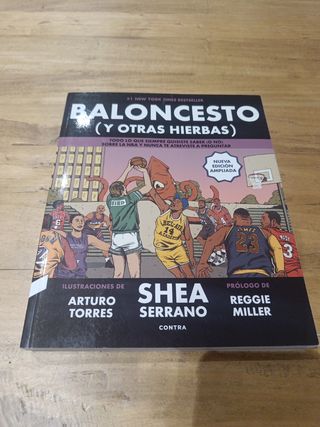 #1 NEW YORK TIMES BESTSELLER
BALONCESTO
(Y OTRAS HIERBAS)
TODO LO QUE SIEMPRE QUISISTE SABER (O NO)
SOBRE LA NBA Y NUNCA TE ATREVISTE A PREGUNTAR
NUEVA
EDICIÓN
AMPLIADA
ILUSTRACIONES DE
ARTURO
TORRES
SHEA
SERRANO
PRÓLOGO DE
REGGIE
MILLER
CONTRA